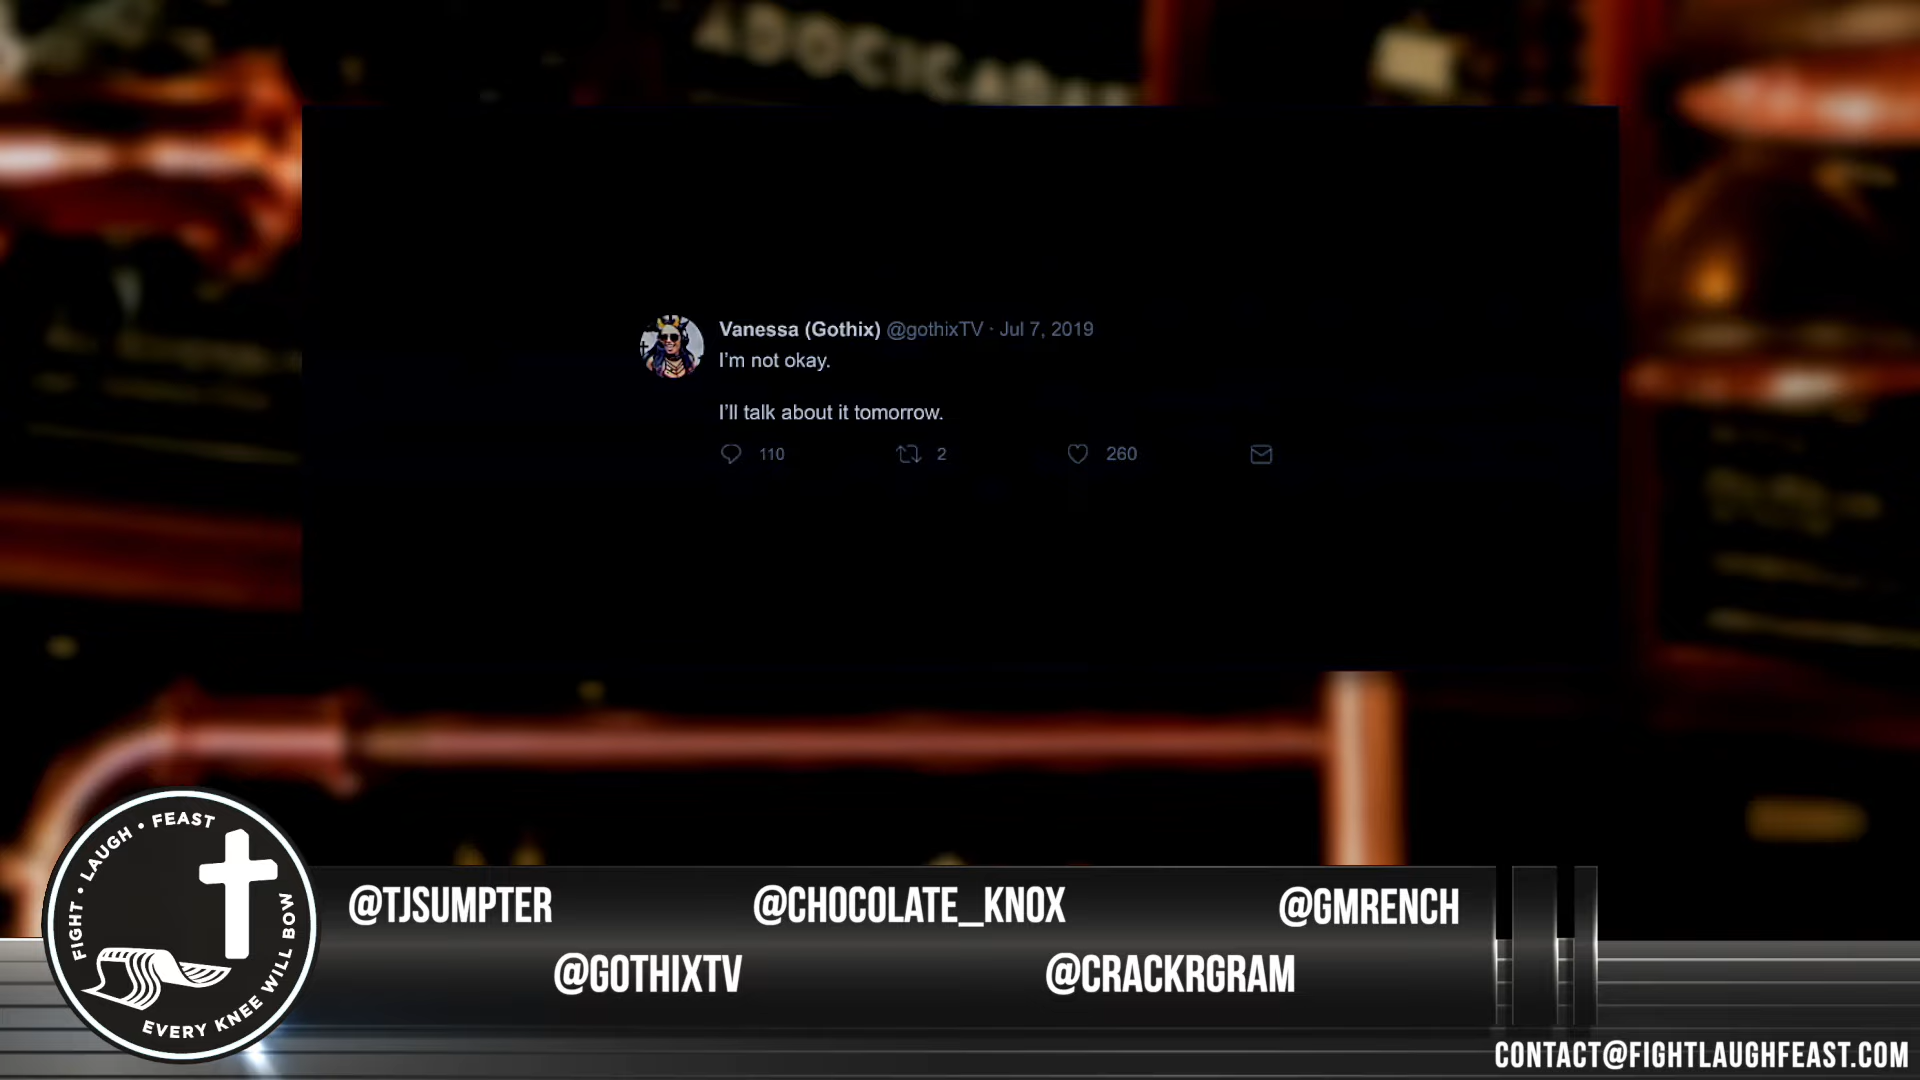 Vanessa (Gothix) @gothixTV · Jul 7, 2019
I'm not okay.
I'll talk about it tomorrow.
110 2 260
FIGHT • LAUGH • FEAST
EVERY KNEE WILL BOW
@TJSUMPTER @CHOCOLATE_KNOX @GMRENCH
@GOTHIXTV @CRACKRGRAM
CONTACT@FIGHTLAUGHFEAST.COM